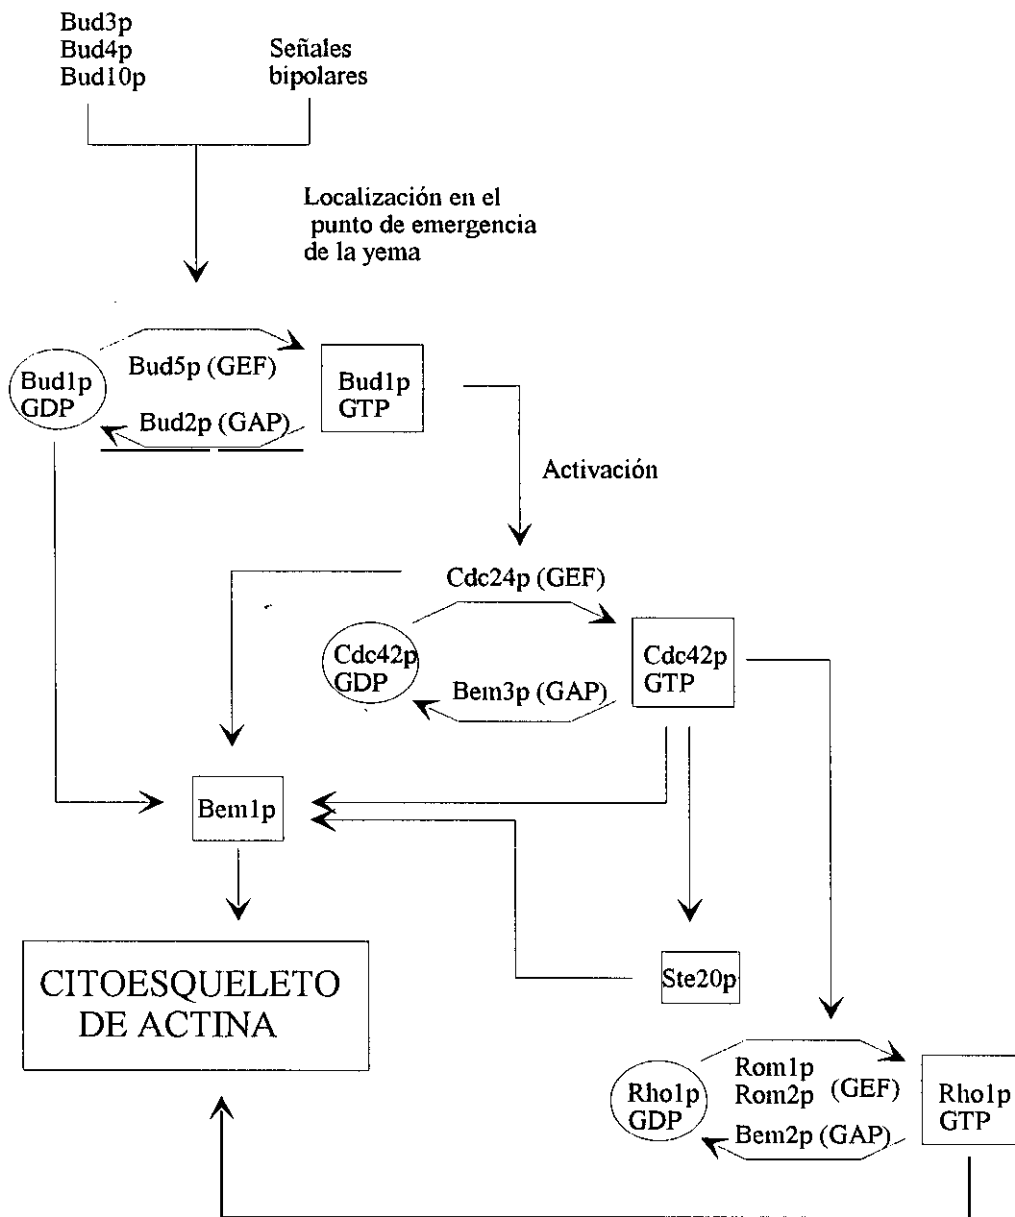 Bud3p
Bud4p
Bud10p
Señales
bipolares
Localización en el
punto de emergencia
de la yema
Bud1p
GDP
Bud5p (GEF)
Bud2p (GAP)
Bud1p
GTP
Activación
Cdc24p (GEF)
Cdc42p
GDP
Bem3p (GAP)
Cdc42p
GTP
Bem1p
CITOESQUELETO
DE ACTINA
Ste20p
Rho1p
GDP
Rom1p
Rom2p
(GEF)
Bem2p (GAP)
Rho1p
GTP